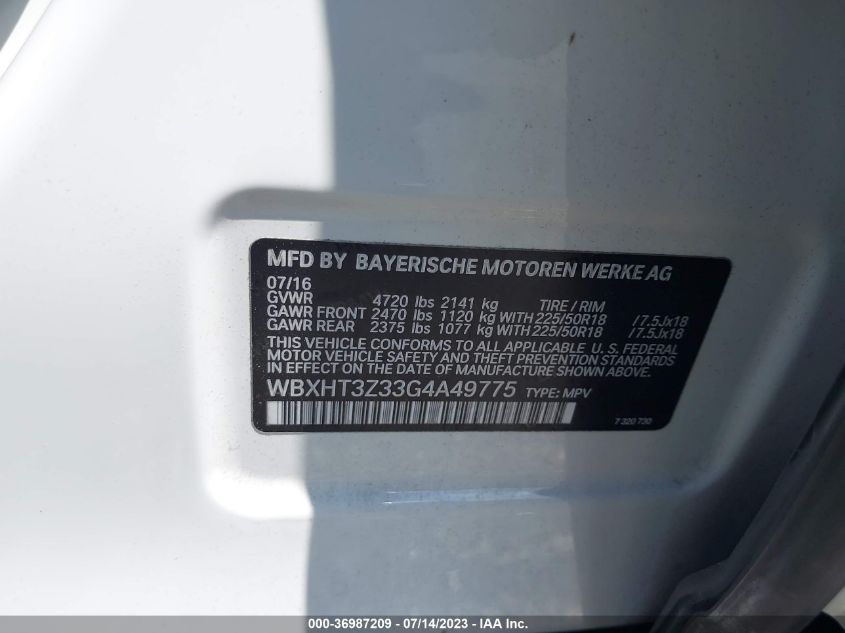 MFD BY BAYERISCHE MOTOREN WERKE AG
07/16
GVWR 4720 lbs 2141 kg TIRE / RIM
GAWR FRONT 2470 lbs 1120 kg WITH 225/50R18 / 7.5Jx18
GAWR REAR 2375 lbs 1077 kg WITH 225/50R18 / 7.5Jx18
THIS VEHICLE CONFORMS TO ALL APPLICABLE U. S. FEDERAL
MOTOR VEHICLE SAFETY AND THEFT PREVENTION STANDARDS
IN EFFECT ON THE DATE OF MANUFACTURE SHOWN ABOVE.
WBXHT3Z33G4A49775 TYPE: MPV
7 320 730
000-36987209 - 07/14/2023 - IAA Inc.